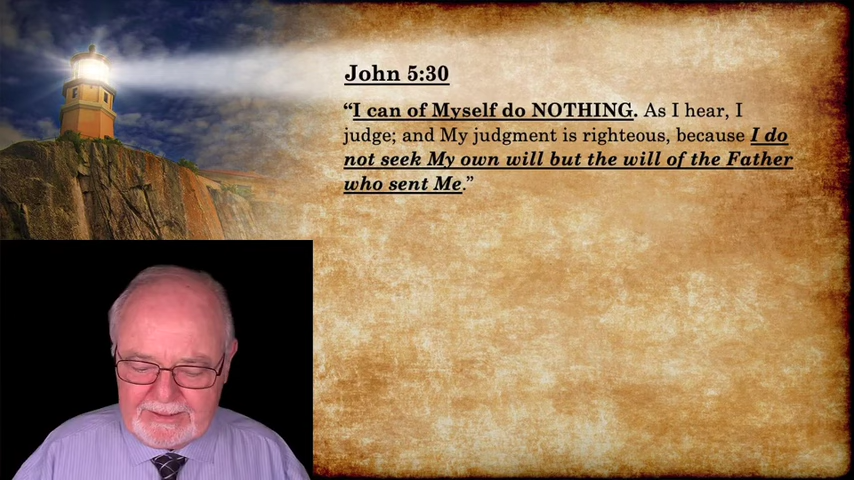 John 5:30
“I can of Myself do NOTHING. As I hear, I
judge; and My judgment is righteous, because I do
not seek My own will but the will of the Father
who sent Me.”